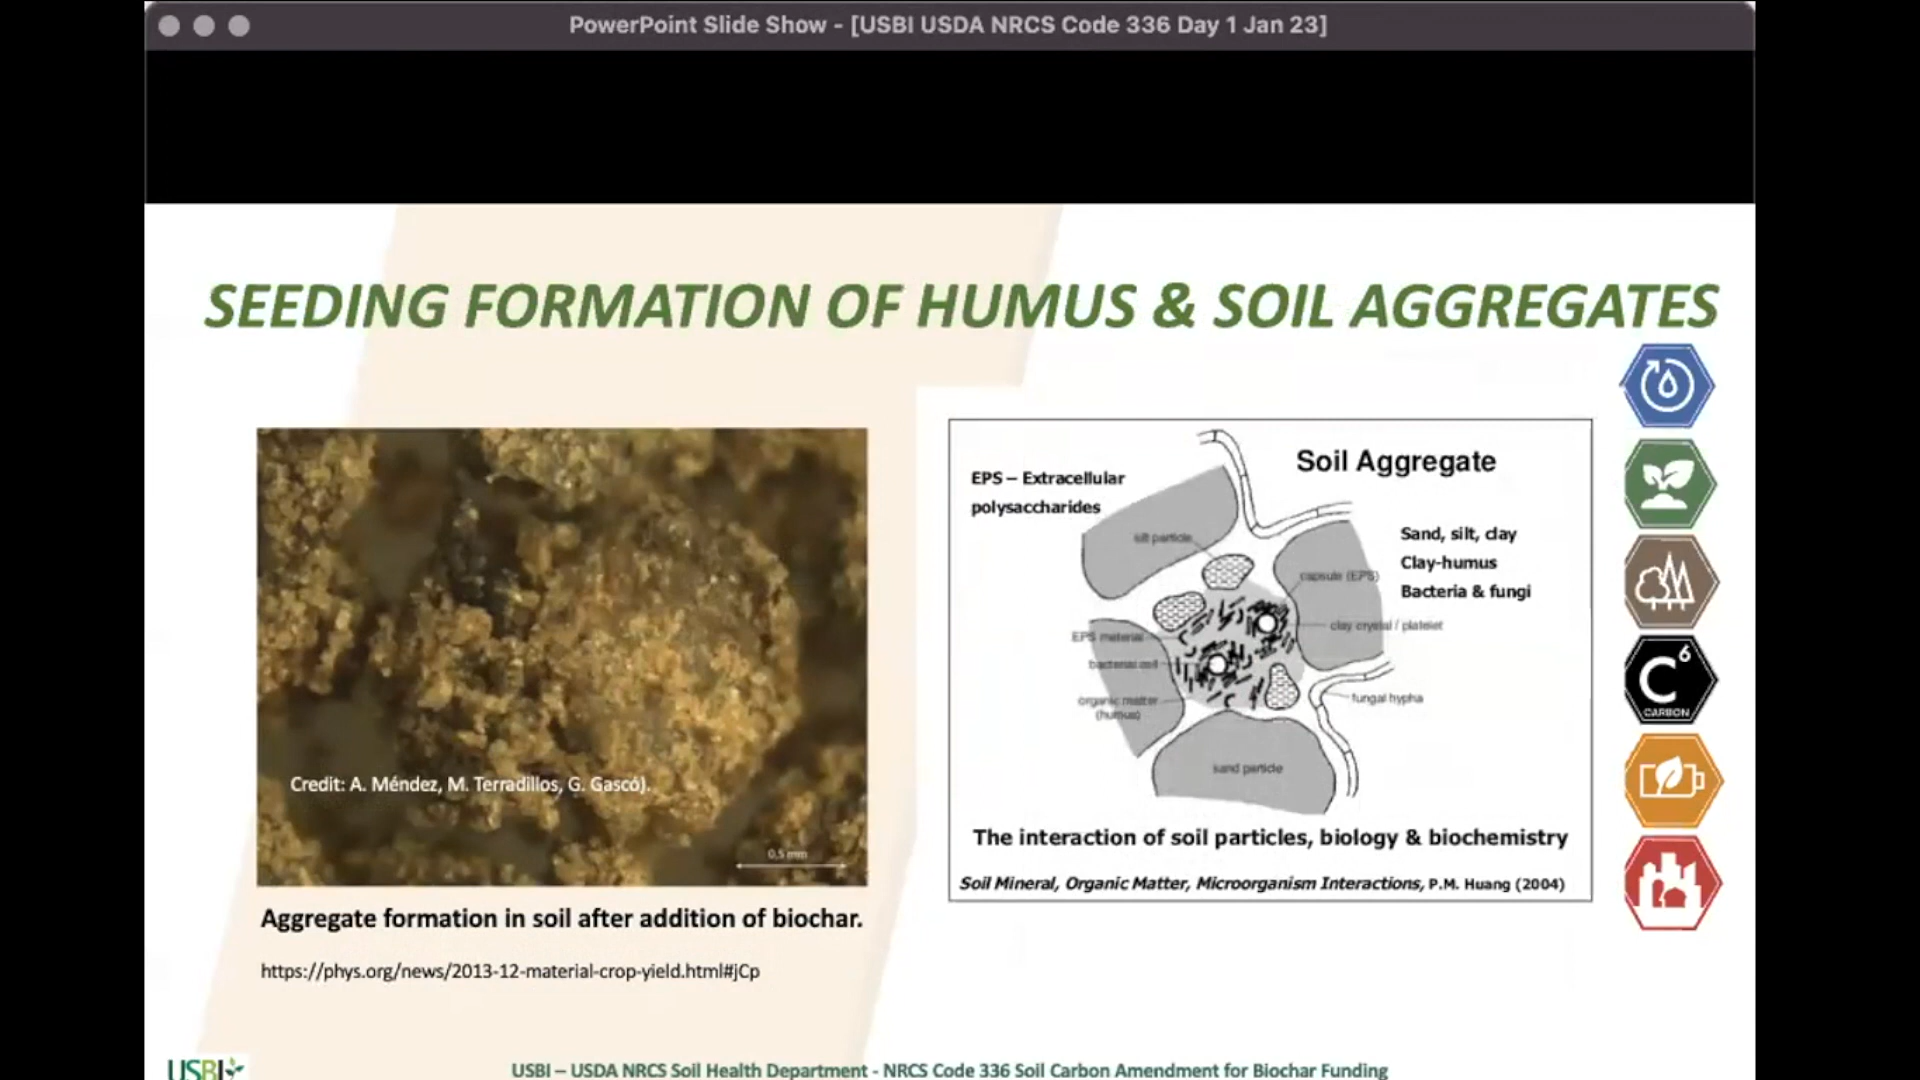 PowerPoint Slide Show - [USBI USDA NRCS Code 336 Day 1 Jan 23]
SEEDING FORMATION OF HUMUS & SOIL AGGREGATES
Credit: A. Méndez, M. Terradillos, G. Gascó).
0,5 mm
Aggregate formation in soil after addition of biochar.
https://phys.org/news/2013-12-material-crop-yield.html#jCp
Soil Aggregate
EPS – Extracellular
polysaccharides
Sand, silt, clay
Clay-humus
Bacteria & fungi
silt particle
capsule (EPS)
clay crystal / platelet
EPS material
bacterial cell
organic matter
(humus)
fungal hypha
sand particle
The interaction of soil particles, biology & biochemistry
Soil Mineral, Organic Matter, Microorganism Interactions, P.M. Huang (2004)
C 6
CARBON
USBI
USBI – USDA NRCS Soil Health Department - NRCS Code 336 Soil Carbon Amendment for Biochar Funding